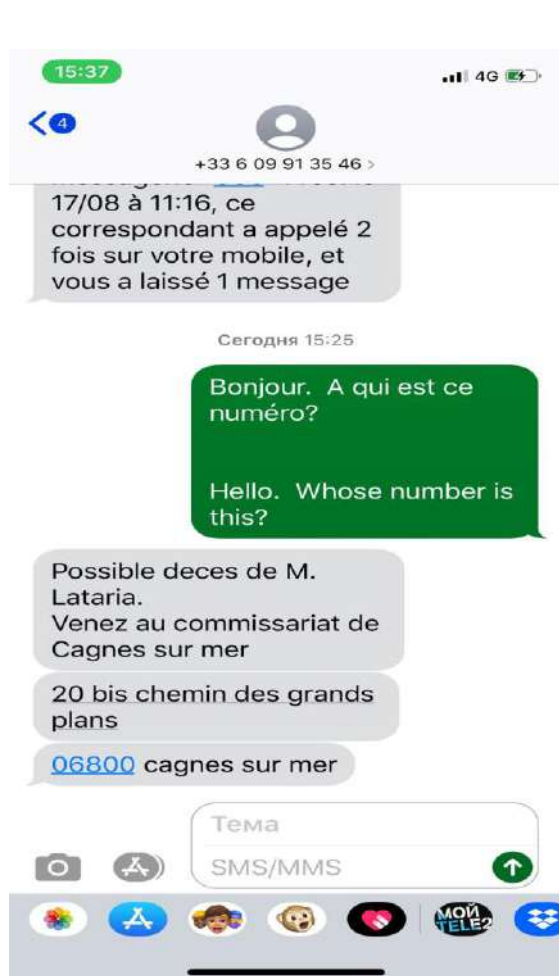 15:37
4G
4
+33 6 09 91 35 46 >
17/08 à 11:16, ce
correspondant a appelé 2
fois sur votre mobile, et
vous a laissé 1 message
Сегодня 15:25
Bonjour. A qui est ce
numéro?
Hello. Whose number is
this?
Possible deces de M.
Lataria.
Venez au commissariat de
Cagnes sur mer
20 bis chemin des grands
plans
06800 cagnes sur mer
Тема
SMS/MMS
МОЙ
TELE2